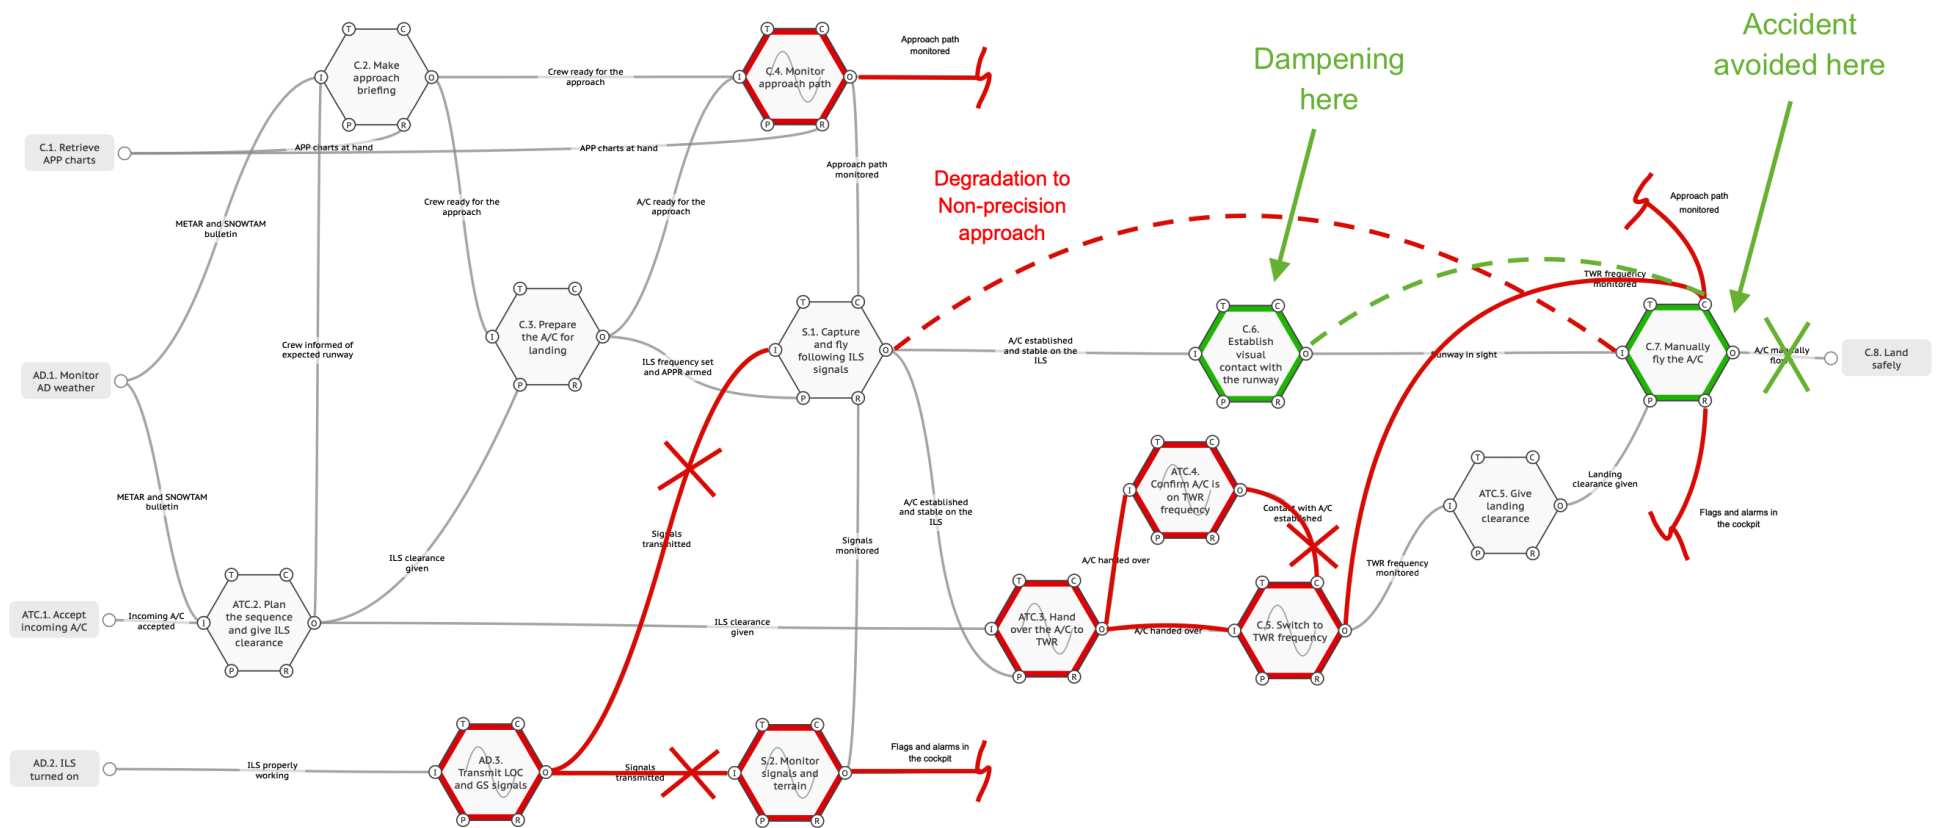 Accident
avoided here
Dampening
here
Degradation to
Non-precision
approach
T
C
I
O
P
R
C.2. Make
approach
briefing
Crew ready for the
approach
T
C
I
O
P
R
C.4. Monitor
approach path
Approach path
monitored
C.1. Retrieve
APP charts
APP charts at hand
APP charts at hand
Approach path
monitored
METAR and SNOWTAM
bulletin
Crew ready for the
approach
A/C ready for the
approach
Approach path
monitored
TWR frequency
monitored
T
C
I
O
P
R
C.3. Prepare
the A/C for
landing
Crew informed of
expected runway
ILS frequency set
and APPR armed
T
C
I
O
P
R
S.1. Capture
and fly
following ILS
signals
A/C established
and stable on the
ILS
T
C
I
O
P
R
C.6.
Establish
visual
contact with
the runway
Runway in sight
T
C
I
O
P
R
C.7. Manually
fly the A/C
A/C manually
flown
C.8. Land
safely
AD.1. Monitor
AD weather
METAR and SNOWTAM
bulletin
ILS clearance
given
Signals
transmitted
Signals
monitored
A/C established
and stable on the
ILS
T
C
I
O
P
R
ATC.4.
Confirm A/C is
on TWR
frequency
Contact with A/C
established
T
C
I
O
P
R
ATC.5. Give
landing
clearance
Landing
clearance given
Flags and alarms in
the cockpit
A/C handed over
TWR frequency
monitored
ATC.1. Accept
incoming A/C
Incoming A/C
accepted
T
C
I
O
P
R
ATC.2. Plan
the sequence
and give ILS
clearance
ILS clearance
given
T
C
I
O
P
R
ATC.3. Hand
over the A/C to
TWR
A/C handed over
T
C
I
O
P
R
C.5. Switch to
TWR frequency
AD.2. ILS
turned on
ILS properly
working
T
C
I
O
P
R
AD.3.
Transmit LOC
and GS signals
Signals
transmitted
T
C
I
O
P
R
S.2. Monitor
signals and
terrain
Flags and alarms in
the cockpit